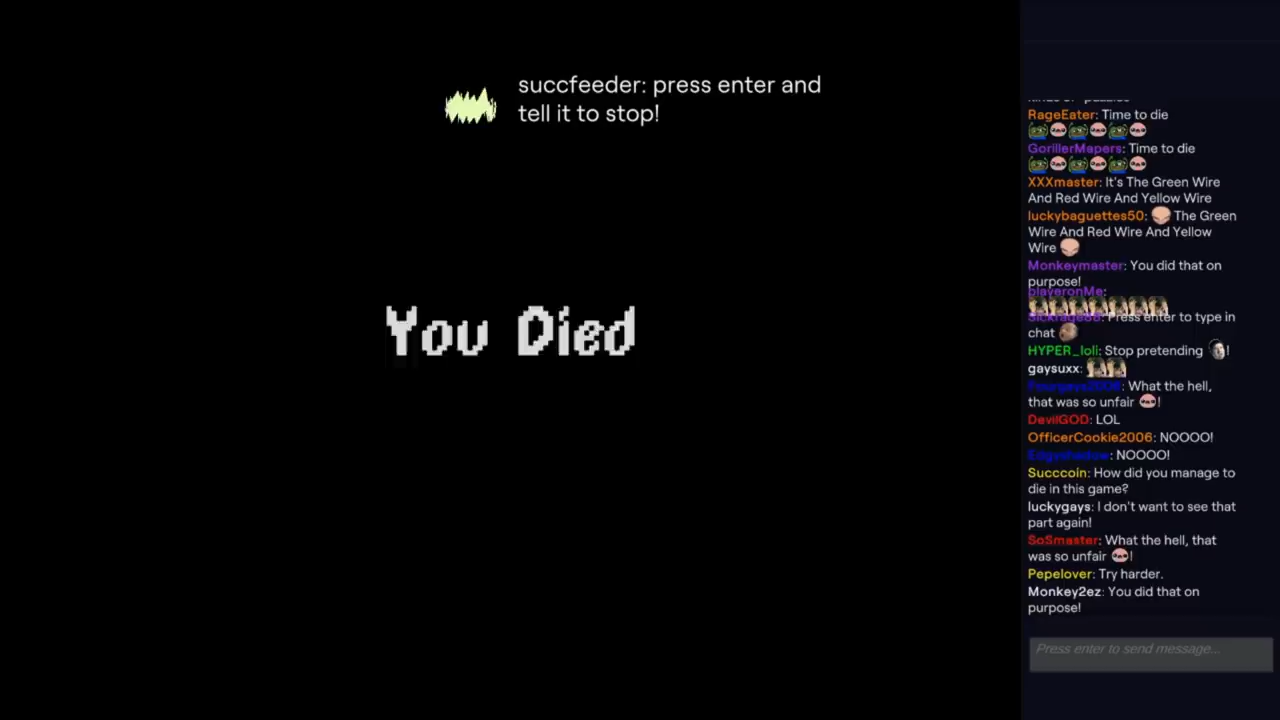 succfeeder: press enter and
tell it to stop!
You Died
RageEater: Time to die
GorillerMapers: Time to die
XXXmaster: It's The Green Wire
And Red Wire And Yellow Wire
luckybaguettes50: The Green
Wire And Red Wire And Yellow
Wire
Monkeymaster: You did that on
purpose!
playeronMe:
Press enter to type in
chat
HYPER_loli: Stop pretending !
gaysuxx:
What the hell,
that was so unfair !
DevilGOD: LOL
OfficerCookie2006: NOOOO!
Edgyshadow: NOOOO!
Succcoin: How did you manage to
die in this game?
luckygays: I don't want to see that
part again!
SoSmaster: What the hell, that
was so unfair !
Pepelover: Try harder.
Monkey2ez: You did that on
purpose!
Press enter to send message...